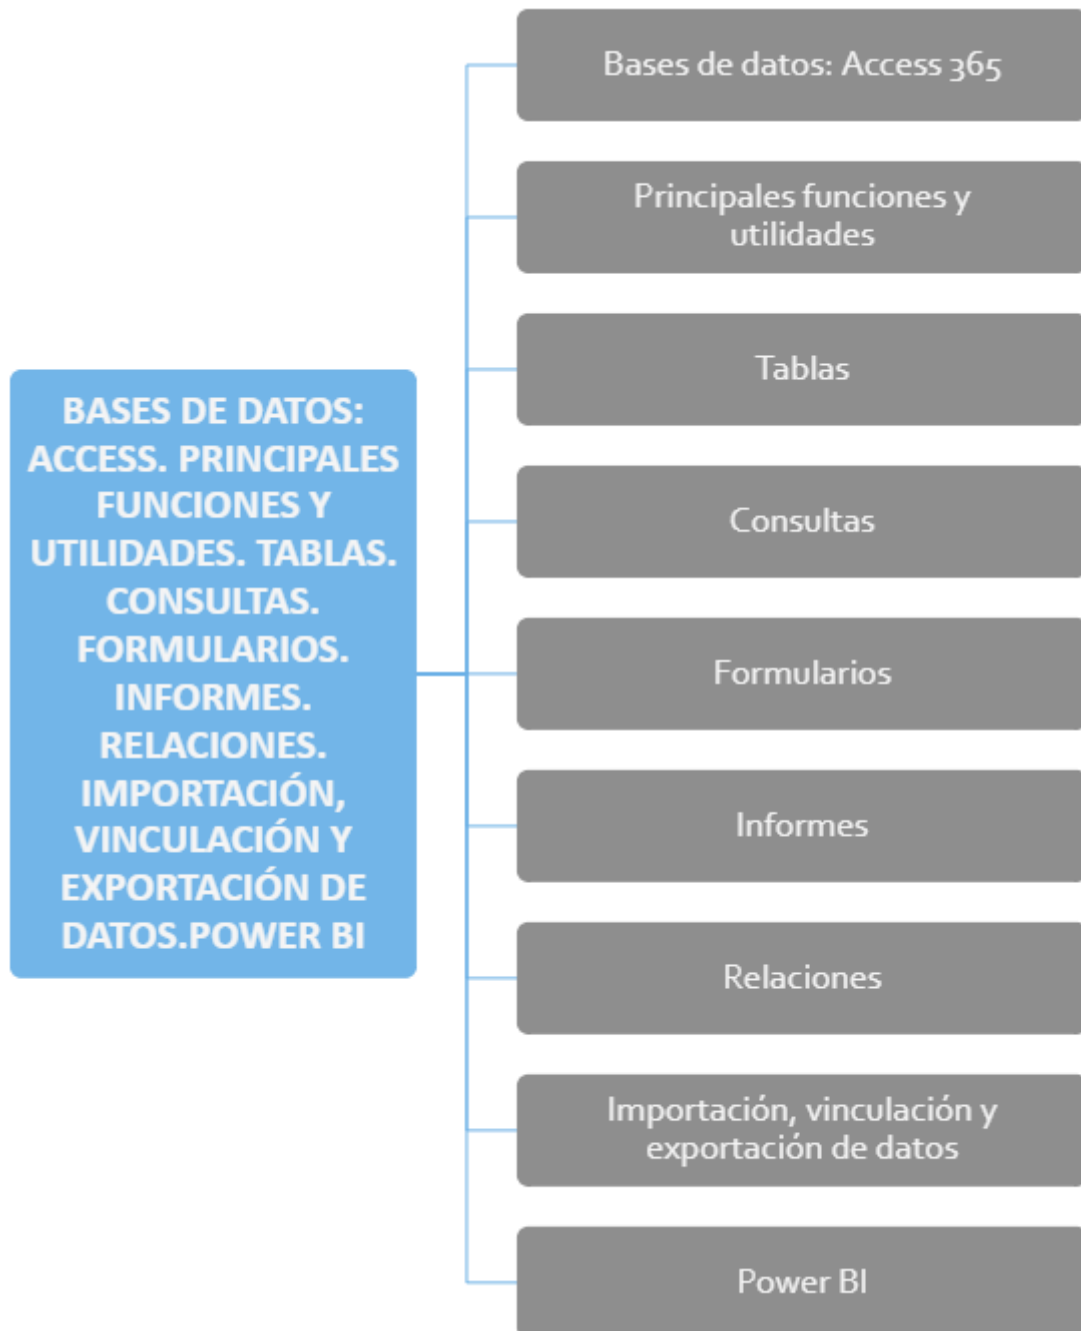 BASES DE DATOS:
ACCESS. PRINCIPALES
FUNCIONES Y
UTILIDADES. TABLAS.
CONSULTAS.
FORMULARIOS.
INFORMES.
RELACIONES.
IMPORTACIÓN,
VINCULACIÓN Y
EXPORTACIÓN DE
DATOS.POWER BI
Bases de datos: Access 365
Principales funciones y
utilidades
Tablas
Consultas
Formularios
Informes
Relaciones
Importación, vinculación y
exportación de datos
Power BI